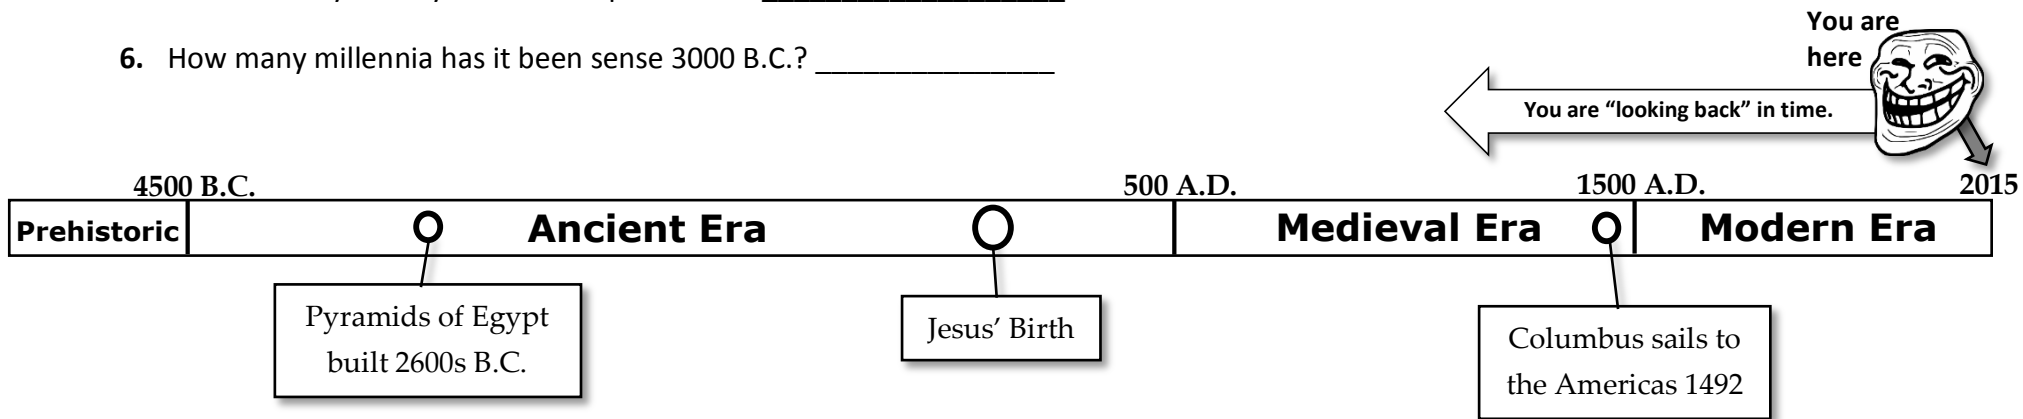 6. How many millennia has it been sense 3000 B.C.? _______________
You are
here
You are “looking back” in time.
4500 B.C.
500 A.D.
1500 A.D.
2015
Prehistoric
Ancient Era
Medieval Era
Modern Era
Pyramids of Egypt
built 2600s B.C.
Jesus’ Birth
Columbus sails to
the Americas 1492